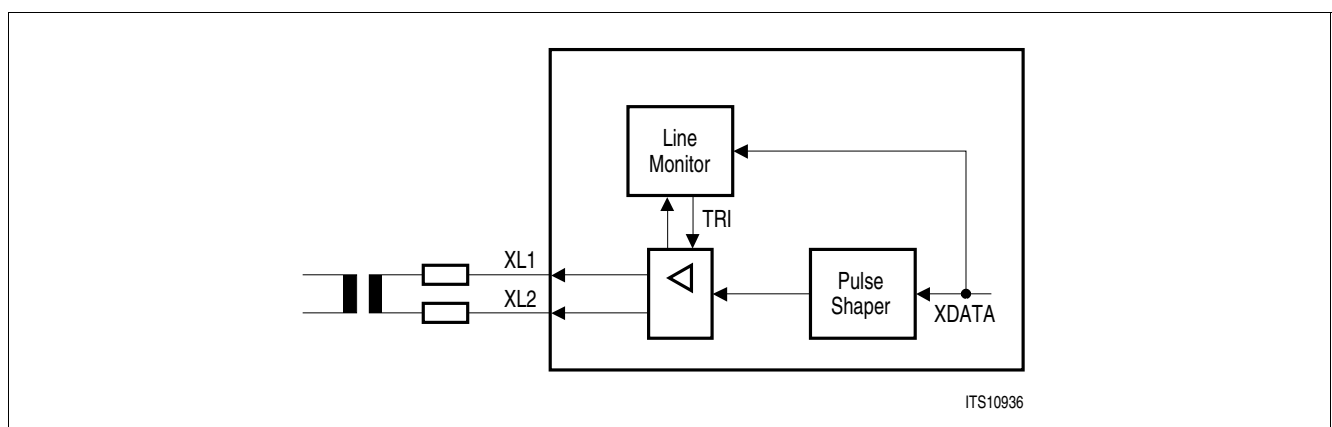 Line
Monitor
TRI
XL1
XL2
Pulse
Shaper
XDATA
ITS10936